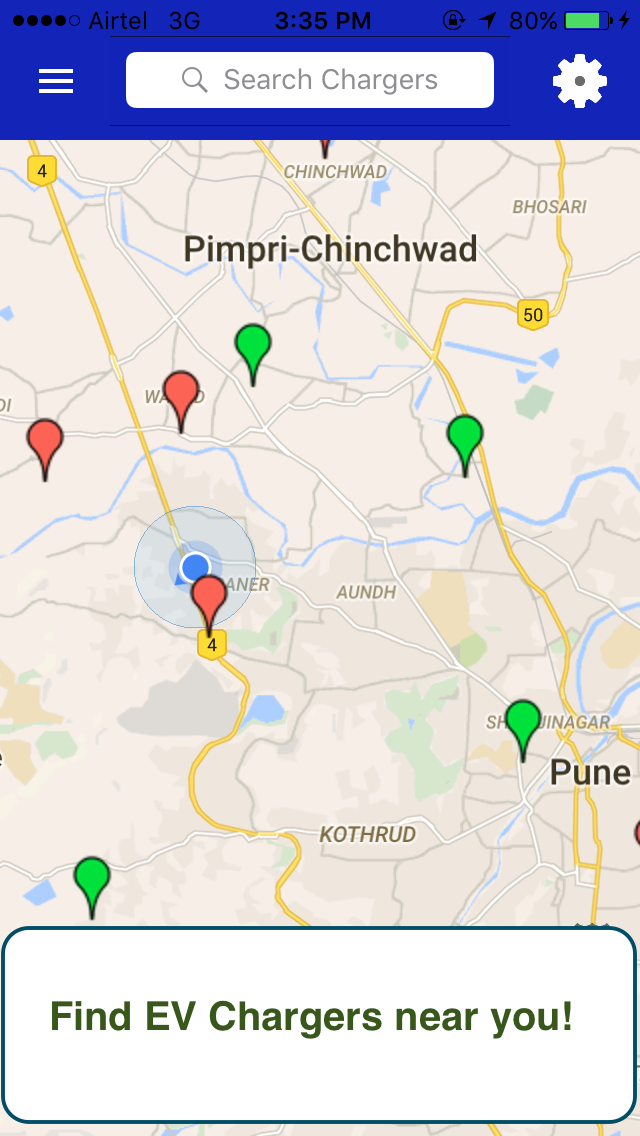 Airtel 3G 3:35 PM 80%
Search Chargers
4
CHINCHWAD
BHOSARI
Pimpri-Chinchwad
50
AUNDH
4
Pune
KOTHRUD
Find EV Chargers near you!